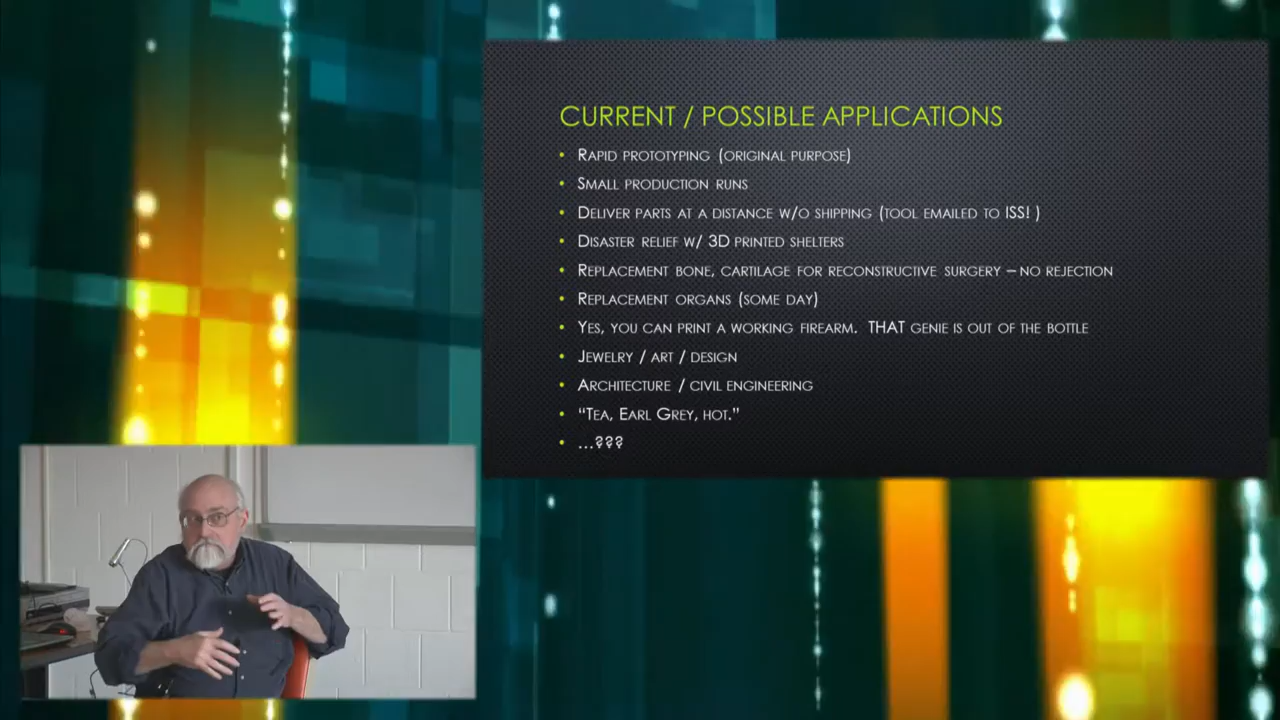 CURRENT / POSSIBLE APPLICATIONS
• RAPID PROTOTYPING (ORIGINAL PURPOSE)
• SMALL PRODUCTION RUNS
• DELIVER PARTS AT A DISTANCE W/O SHIPPING (TOOL EMAILED TO ISS! )
• DISASTER RELIEF W/ 3D PRINTED SHELTERS
• REPLACEMENT BONE, CARTILAGE FOR RECONSTRUCTIVE SURGERY – NO REJECTION
• REPLACEMENT ORGANS (SOME DAY)
• YES, YOU CAN PRINT A WORKING FIREARM.  THAT GENIE IS OUT OF THE BOTTLE
• JEWELRY / ART / DESIGN
• ARCHITECTURE / CIVIL ENGINEERING
• “TEA, EARL GREY, HOT.”
• …???